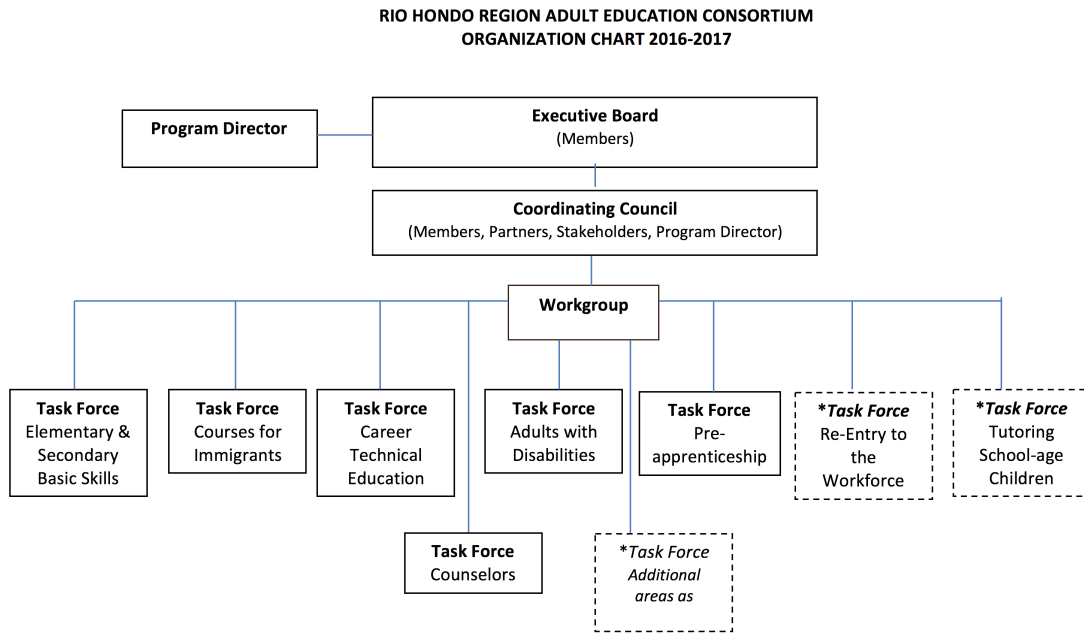 RIO HONDO REGION ADULT EDUCATION CONSORTIUM
ORGANIZATION CHART 2016-2017
Program Director
Executive Board
(Members)
Coordinating Council
(Members, Partners, Stakeholders, Program Director)
Workgroup
Task Force
Elementary &
Secondary
Basic Skills
Task Force
Courses for
Immigrants
Task Force
Career
Technical
Education
Task Force
Adults with
Disabilities
Task Force
Pre-
apprenticeship
*Task Force
Re-Entry to
the
Workforce
*Task Force
Tutoring
School-age
Children
Task Force
Counselors
*Task Force
Additional
areas as